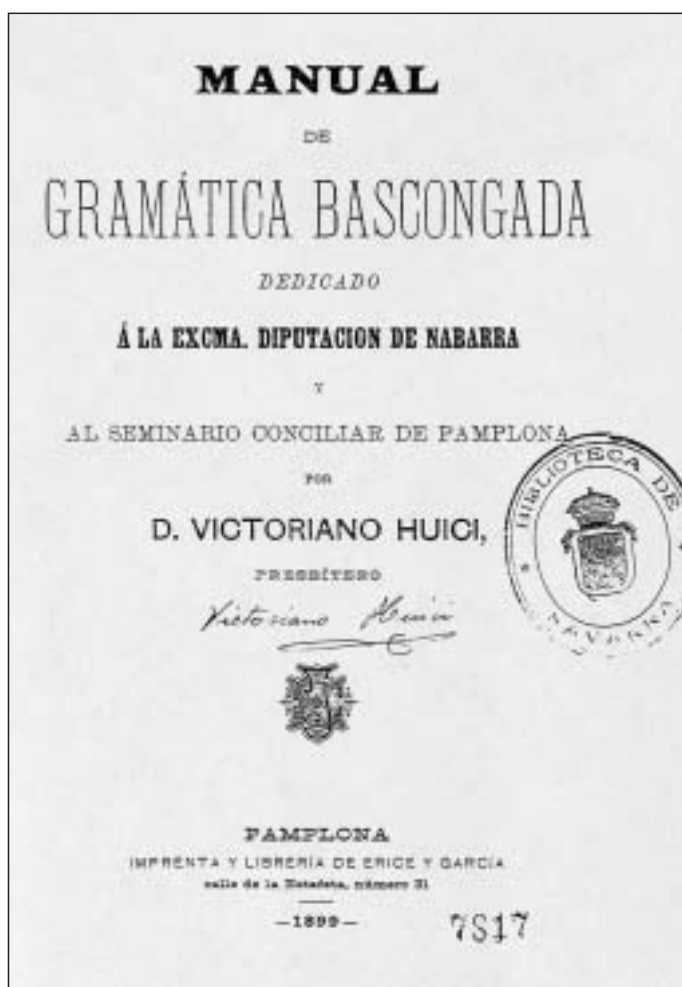 MANUAL
DE
GRAMÁTICA BASCONGADA
DEDICADO
Á LA EXCMA. DIPUTACION DE NABARRA
Y
AL SEMINARIO CONCILIAR DE PAMPLONA
POR
D. VICTORIANO HUICI,
PRESBÍTERO
Victoriano Huici
BIBLIOTECA DE
NAVARRA
PAMPLONA
IMPRENTA Y LIBRERÍA DE ERICE Y GARCÍA
calle de la Estafeta, número 31
—1899—
7817